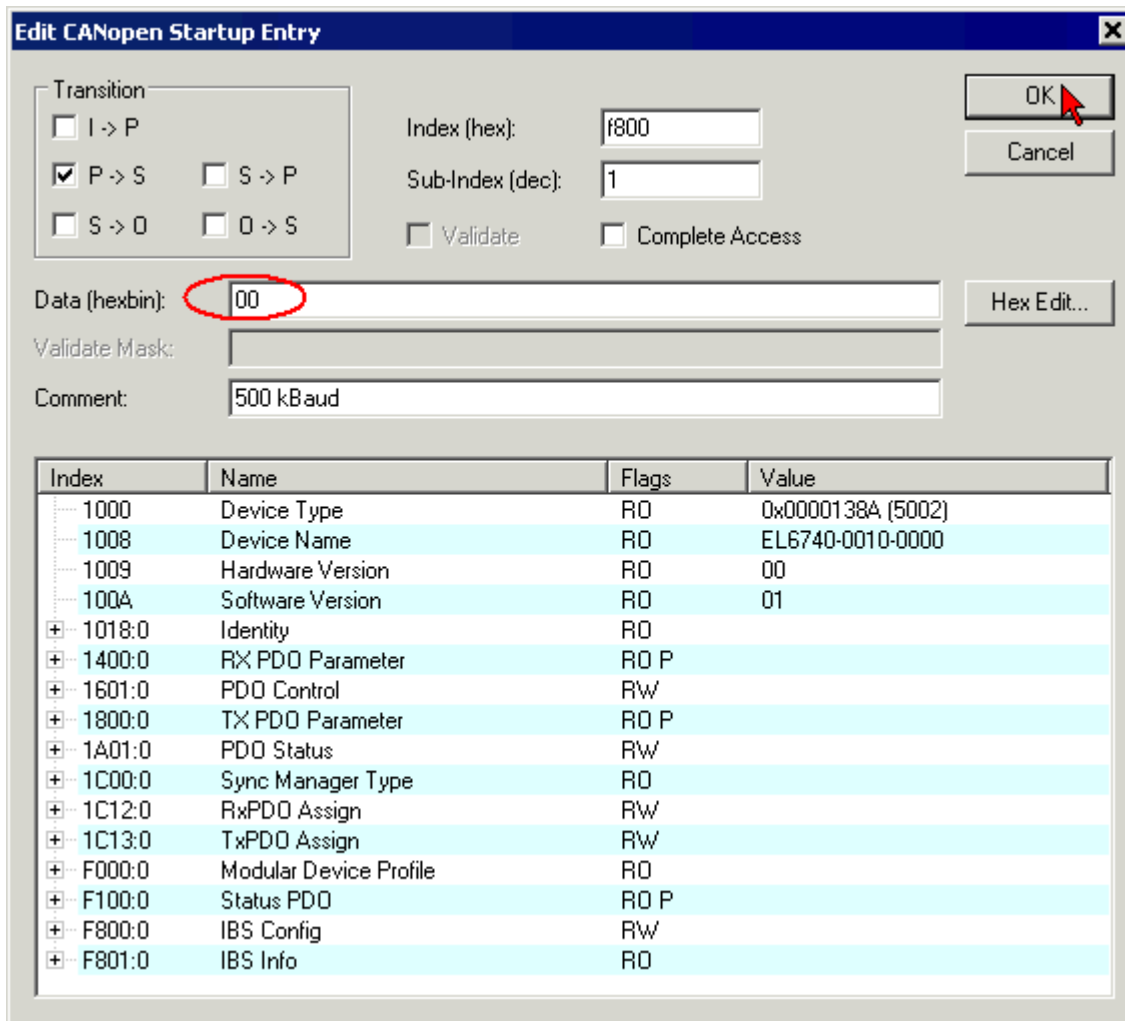 Edit CANopen Startup Entry
Transition
I -> P
P -> S
S -> P
S -> O
O -> S
Index (hex):
f800
Sub-Index (dec):
1
Validate
Complete Access
OK
Cancel
Data (hexbin):
00
Hex Edit...
Validate Mask:
Comment:
500 kBaud
Index Name Flags Value
1000 Device Type RO 0x0000138A (5002)
1008 Device Name RO EL6740-0010-0000
1009 Hardware Version RO 00
100A Software Version RO 01
1018:0 Identity RO
1400:0 RX PDO Parameter RO P
1601:0 PDO Control RW
1800:0 TX PDO Parameter RO P
1A01:0 PDO Status RW
1C00:0 Sync Manager Type RO
1C12:0 RxPDO Assign RW
1C13:0 TxPDO Assign RW
F000:0 Modular Device Profile RO
F100:0 Status PDO RO P
F800:0 IBS Config RW
F801:0 IBS Info RO